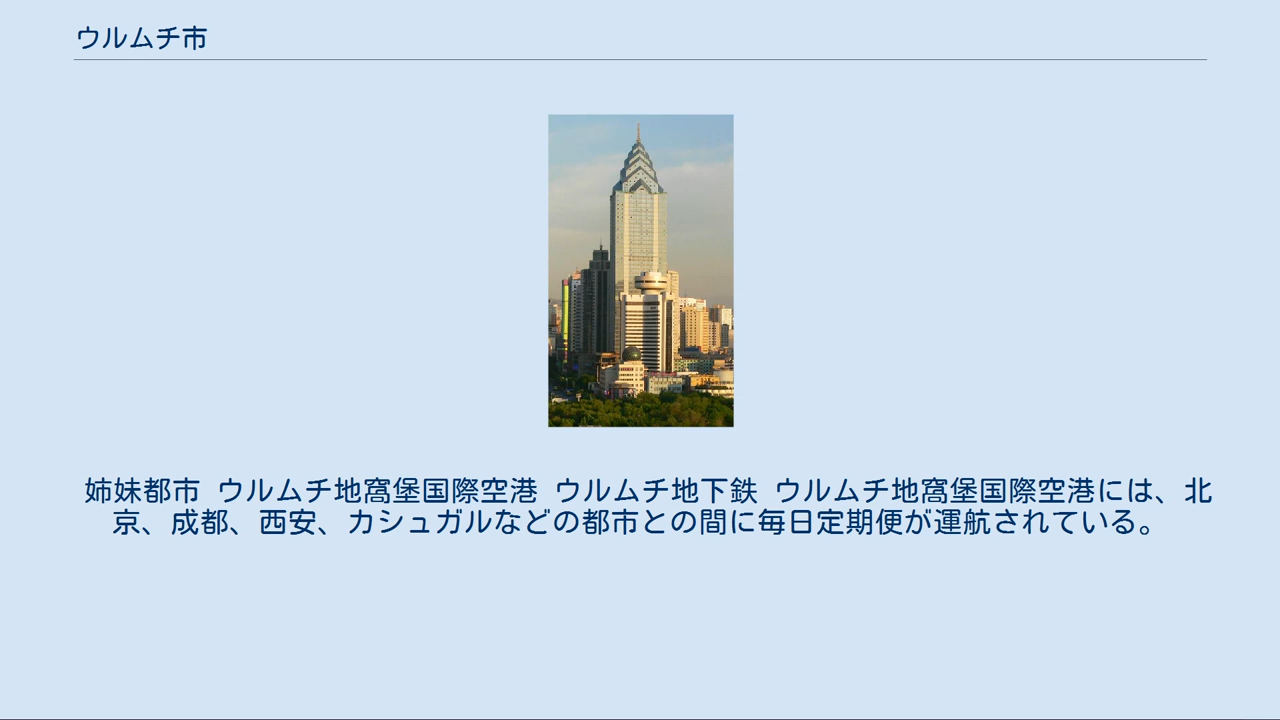 ウルムチ市
姉妹都市 ウルムチ地窩堡国際空港 ウルムチ地下鉄 ウルムチ地窩堡国際空港には、北
京、成都、西安、カシュガルなどの都市との間に毎日定期便が運航されている。